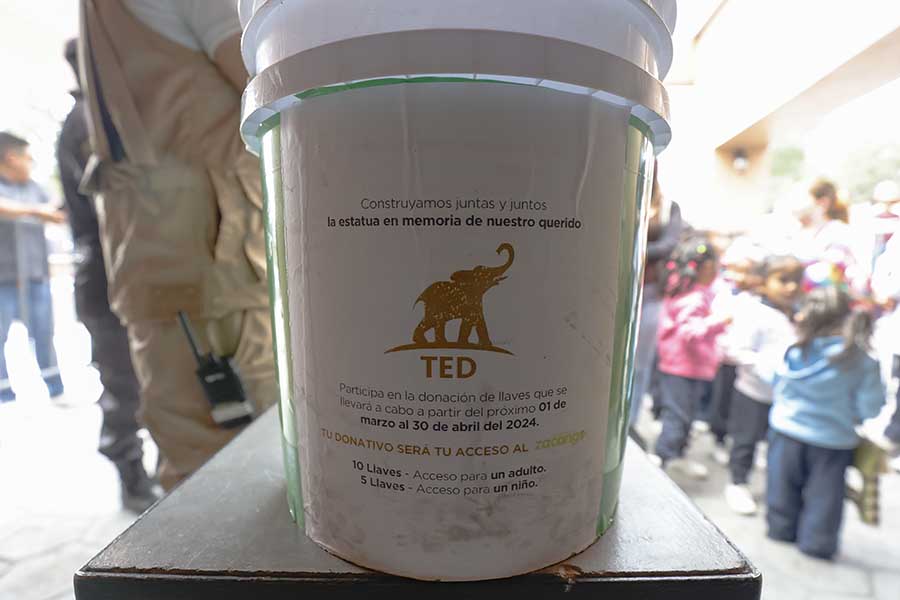 Construyamos juntas y juntos
la estatua en memoria de nuestro querido
TED
Participa en la donación de llaves que se
llevará a cabo a partir del próximo 01 de
marzo al 30 de abril del 2024.
TU DONATIVO SERÁ TU ACCESO AL zacango
10 Llaves - Acceso para un adulto.
5 Llaves - Acceso para un niño.